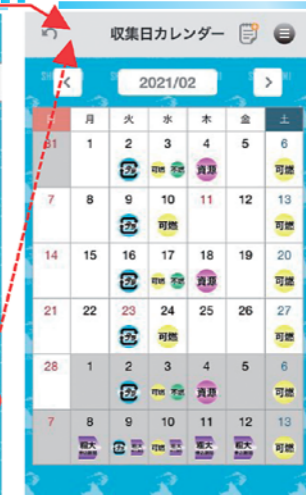 収集日カレンダー
2021/02
月 火 水 木 金 土
31 1 2 3 4 5 6
可燃 不燃 資源 可燃
7 8 9 10 11 12 13
可燃 可燃
14 15 16 17 18 19 20
可燃 不燃 資源 可燃
21 22 23 24 25 26 27
可燃 可燃
28 1 2 3 4 5 6
可燃 不燃 資源 可燃
7 8 9 10 11 12 13
粗大 可燃 粗大 粗大 可燃